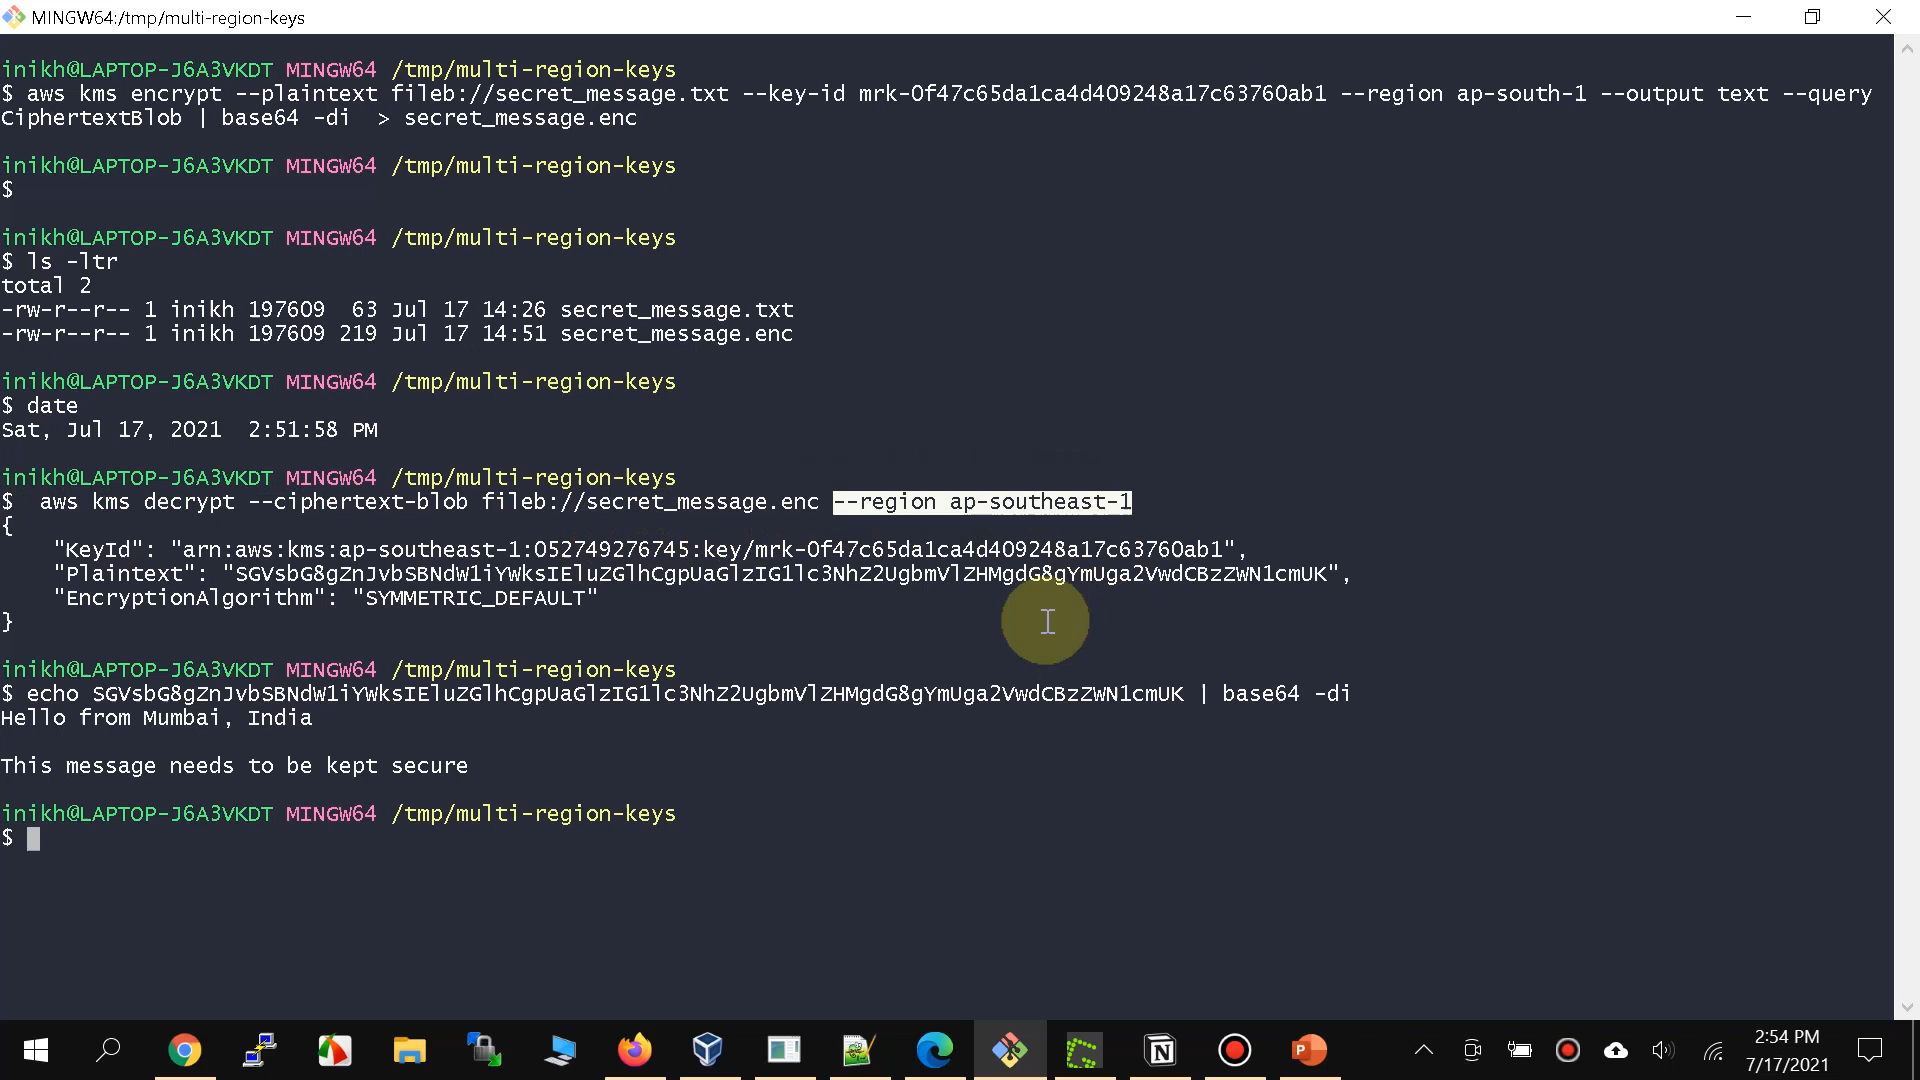 MINGW64:/tmp/multi-region-keys
inikh@LAPTOP-J6A3VKDT MINGW64 /tmp/multi-region-keys
$ aws kms encrypt --plaintext fileb://secret_message.txt --key-id mrk-0f47c65da1ca4d409248a17c63760ab1 --region ap-south-1 --output text --query
CiphertextBlob | base64 -di  > secret_message.enc
inikh@LAPTOP-J6A3VKDT MINGW64 /tmp/multi-region-keys
$
inikh@LAPTOP-J6A3VKDT MINGW64 /tmp/multi-region-keys
$ ls -ltr
total 2
-rw-r--r-- 1 inikh 197609  63 Jul 17 14:26 secret_message.txt
-rw-r--r-- 1 inikh 197609 219 Jul 17 14:51 secret_message.enc
inikh@LAPTOP-J6A3VKDT MINGW64 /tmp/multi-region-keys
$ date
Sat, Jul 17, 2021  2:51:58 PM
inikh@LAPTOP-J6A3VKDT MINGW64 /tmp/multi-region-keys
$  aws kms decrypt --ciphertext-blob fileb://secret_message.enc --region ap-southeast-1
{
    "KeyId": "arn:aws:kms:ap-southeast-1:052749276745:key/mrk-0f47c65da1ca4d409248a17c63760ab1",
    "Plaintext": "SGVsbG8gZnJvbSBNdW1iYWksIEluZGlhCgpUaGlzIG1lc3NhZ2UgbmVlZHMgdG8gYmUga2VwdCBzZWN1cmUK",
    "EncryptionAlgorithm": "SYMMETRIC_DEFAULT"
}
inikh@LAPTOP-J6A3VKDT MINGW64 /tmp/multi-region-keys
$ echo SGVsbG8gZnJvbSBNdW1iYWksIEluZGlhCgpUaGlzIG1lc3NhZ2UgbmVlZHMgdG8gYmUga2VwdCBzZWN1cmUK | base64 -di
Hello from Mumbai, India
This message needs to be kept secure
inikh@LAPTOP-J6A3VKDT MINGW64 /tmp/multi-region-keys
$
2:54 PM
7/17/2021